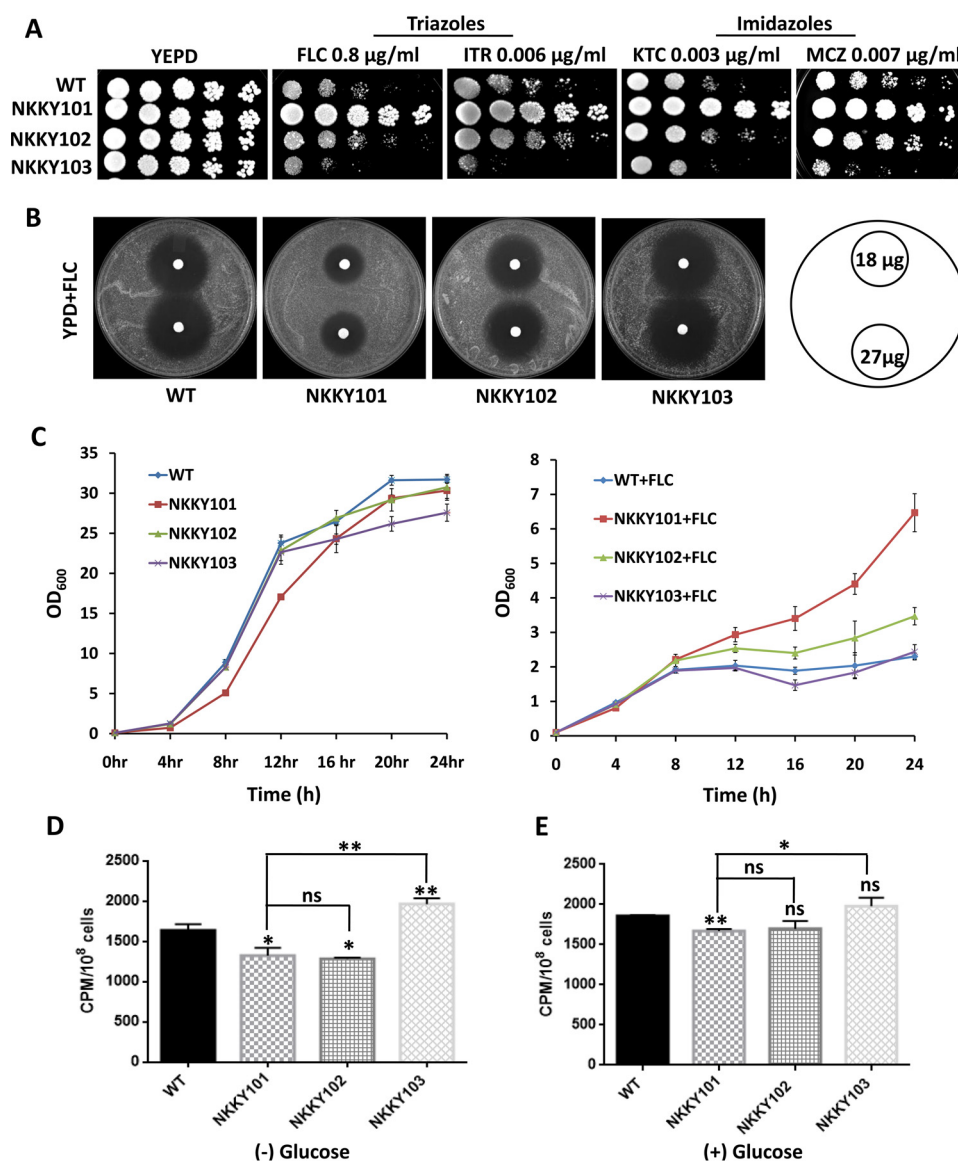 A
Triazoles
Imidazoles
YEPD
FLC 0.8 µg/ml
ITR 0.006 µg/ml
KTC 0.003 µg/ml
MCZ 0.007 µg/ml
WT
NKKY101
NKKY102
NKKY103
B
YPD+FLC
18 µg
27µg
WT
NKKY101
NKKY102
NKKY103
C
OD600
35
30
25
20
15
10
5
0
WT
NKKY101
NKKY102
NKKY103
0hr 4hr 8hr 12hr 16 hr 20hr 24hr
Time (h)
OD600
8
7
6
5
4
3
2
1
0
WT+FLC
NKKY101+FLC
NKKY102+FLC
NKKY103+FLC
0 4 8 12 16 20 24
Time (h)
D
CPM/10^8 cells
2500
2000
1500
1000
500
0
**
ns
*
*
**
WT
NKKY101
NKKY102
NKKY103
(-) Glucose
E
CPM/10^8 cells
2500
2000
1500
1000
500
0
*
ns
**
ns
ns
WT
NKKY101
NKKY102
NKKY103
(+) Glucose